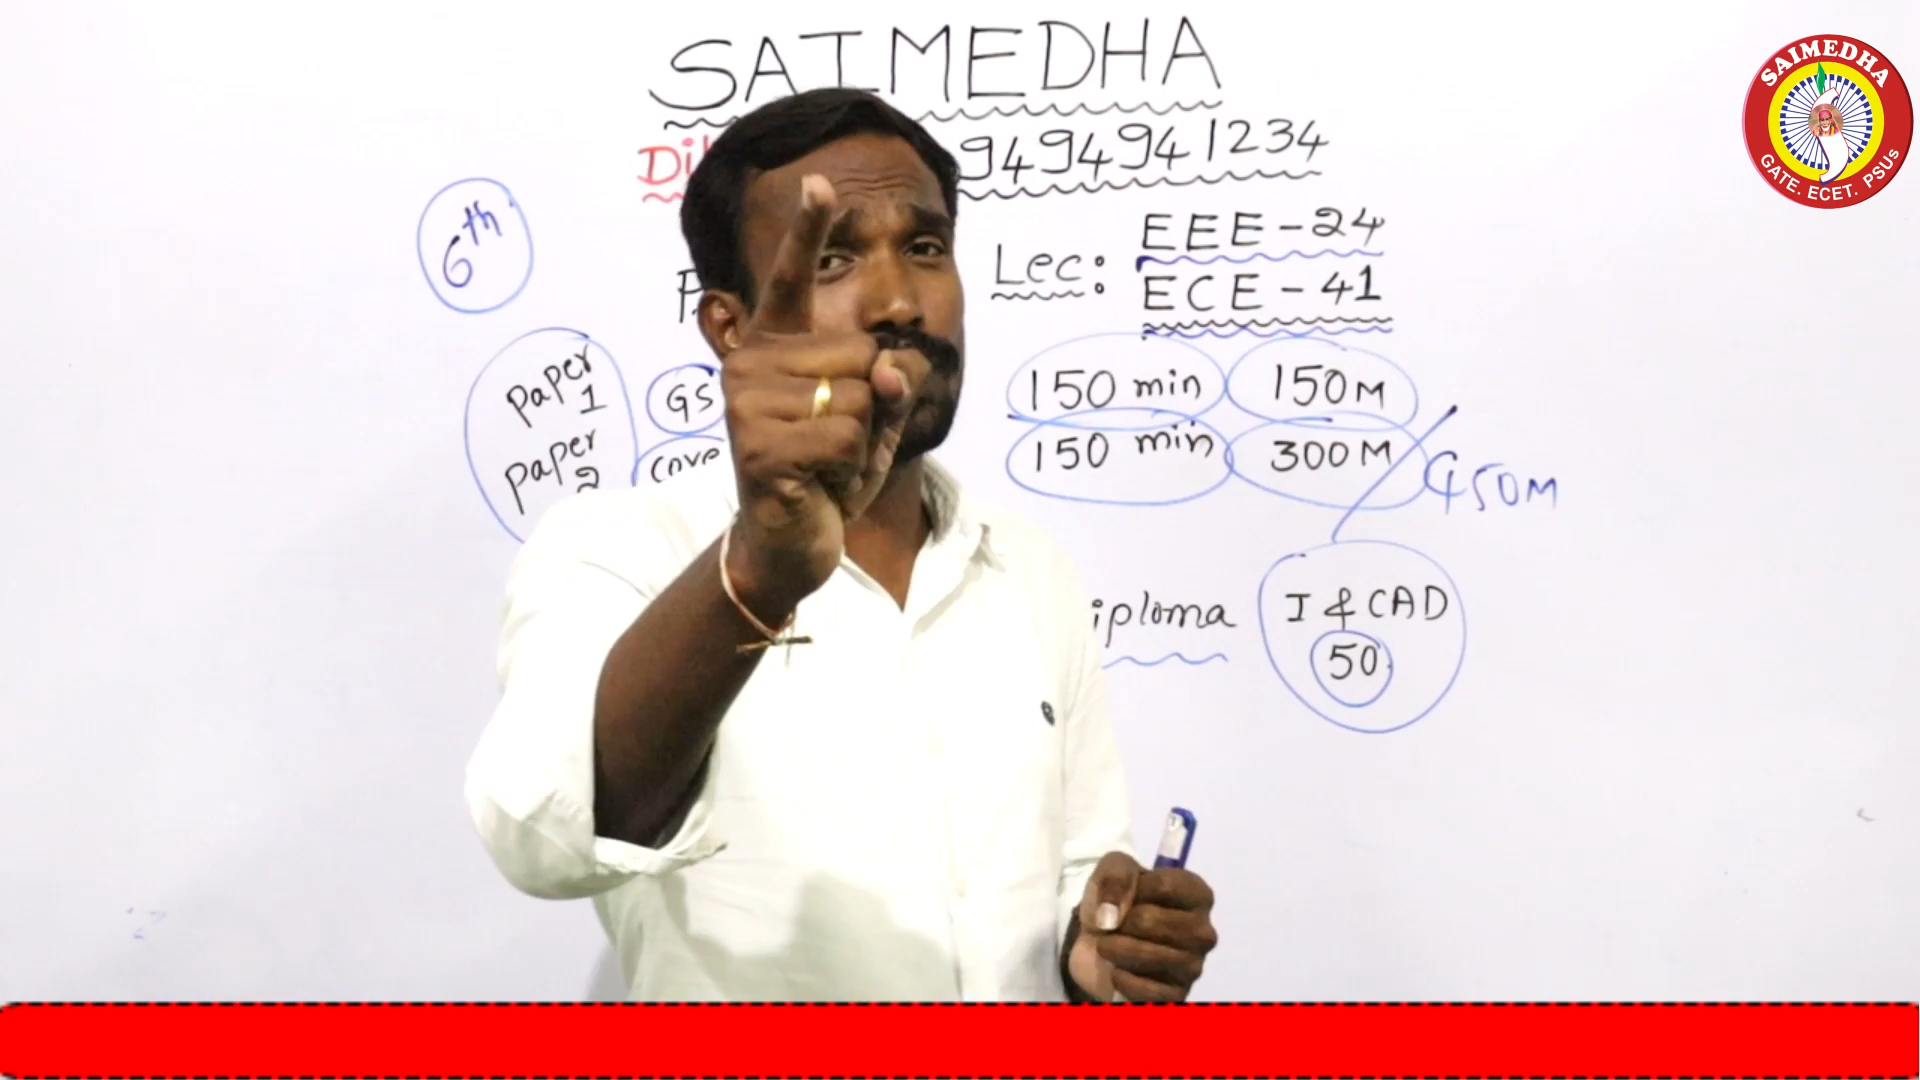 SAIMEDHA
Di 9494941234
6th
Lec: EEE - 24
ECE - 41
paper 1 GS 150 min 150M
paper 2 150 min 300M
450M
iploma I & CAD
50
SAIMEDHA
GATE. ECET. PSUs